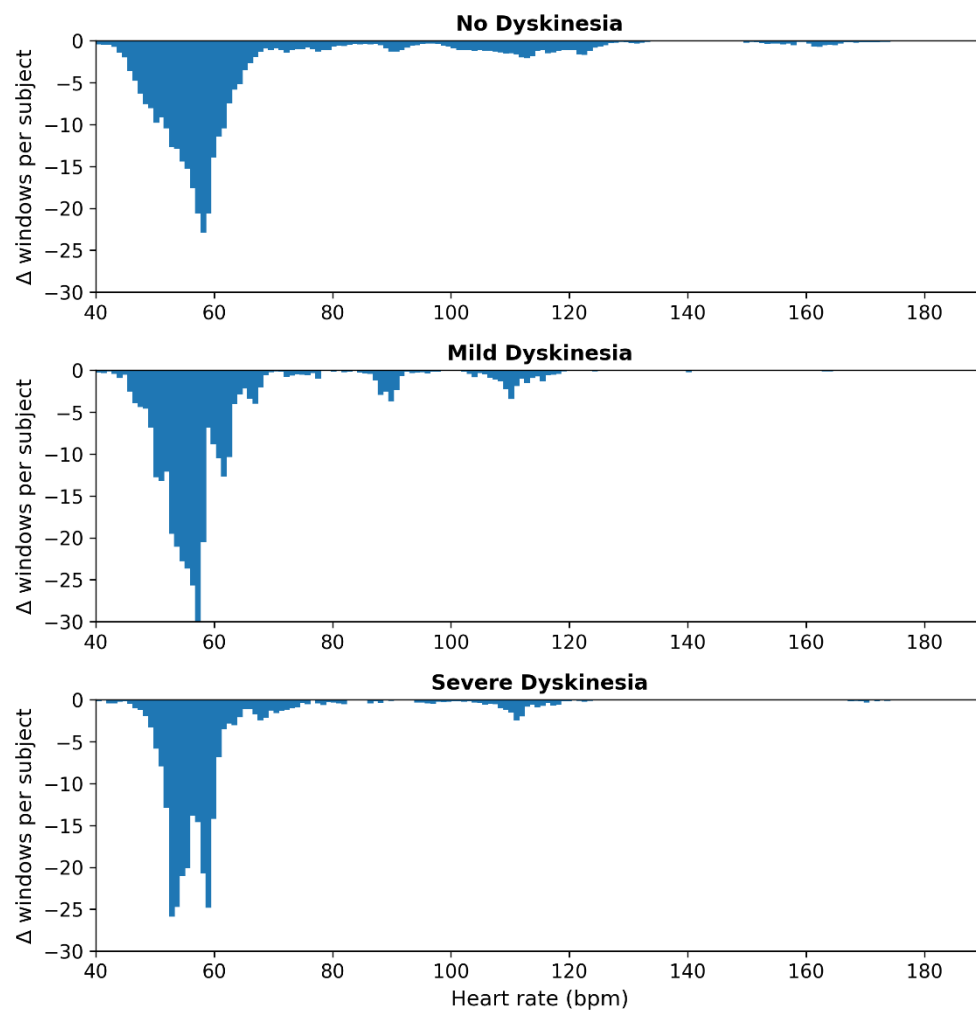 No Dyskinesia
Δ windows per subject
0
−5
−10
−15
−20
−25
−30
40 60 80 100 120 140 160 180
Mild Dyskinesia
Δ windows per subject
0
−5
−10
−15
−20
−25
−30
40 60 80 100 120 140 160 180
Severe Dyskinesia
Δ windows per subject
0
−5
−10
−15
−20
−25
−30
40 60 80 100 120 140 160 180
Heart rate (bpm)